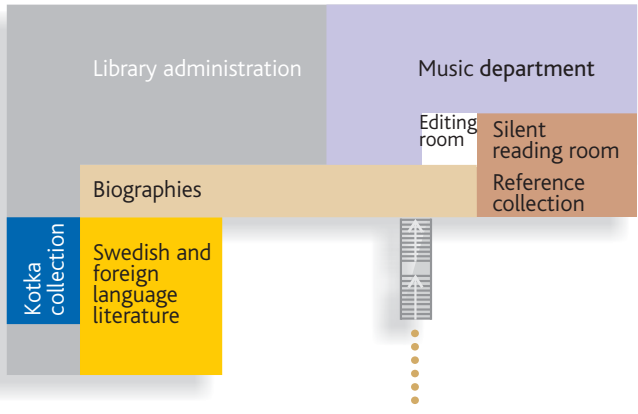 Library administration
Music department
Editing
room
Silent
reading room
Reference
collection
Biographies
Kotka
collection
Swedish and
foreign
language
literature